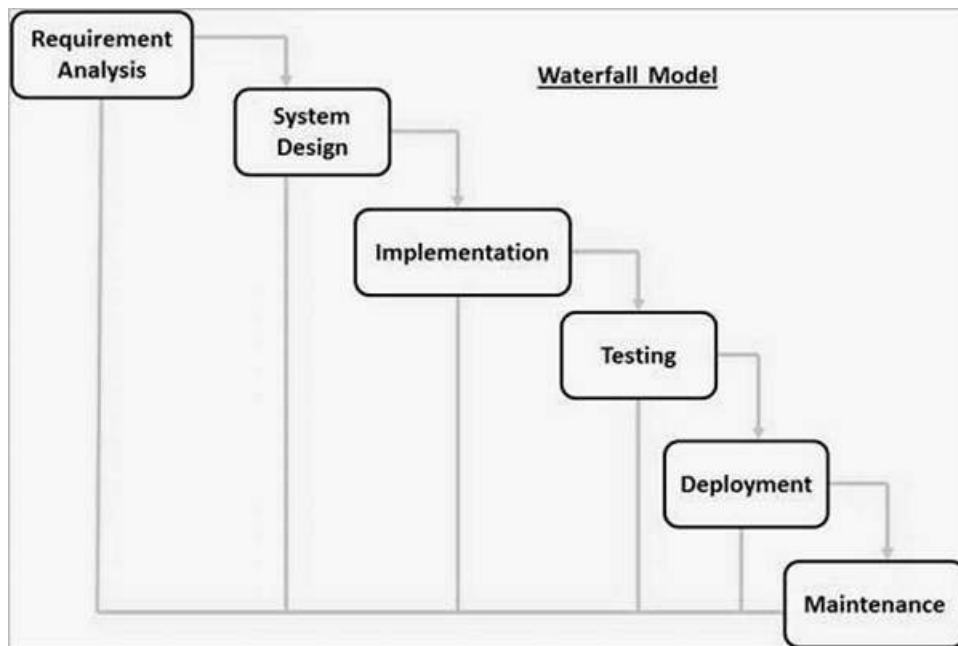 Requirement
Analysis
Waterfall Model
System
Design
Implementation
Testing
Deployment
Maintenance